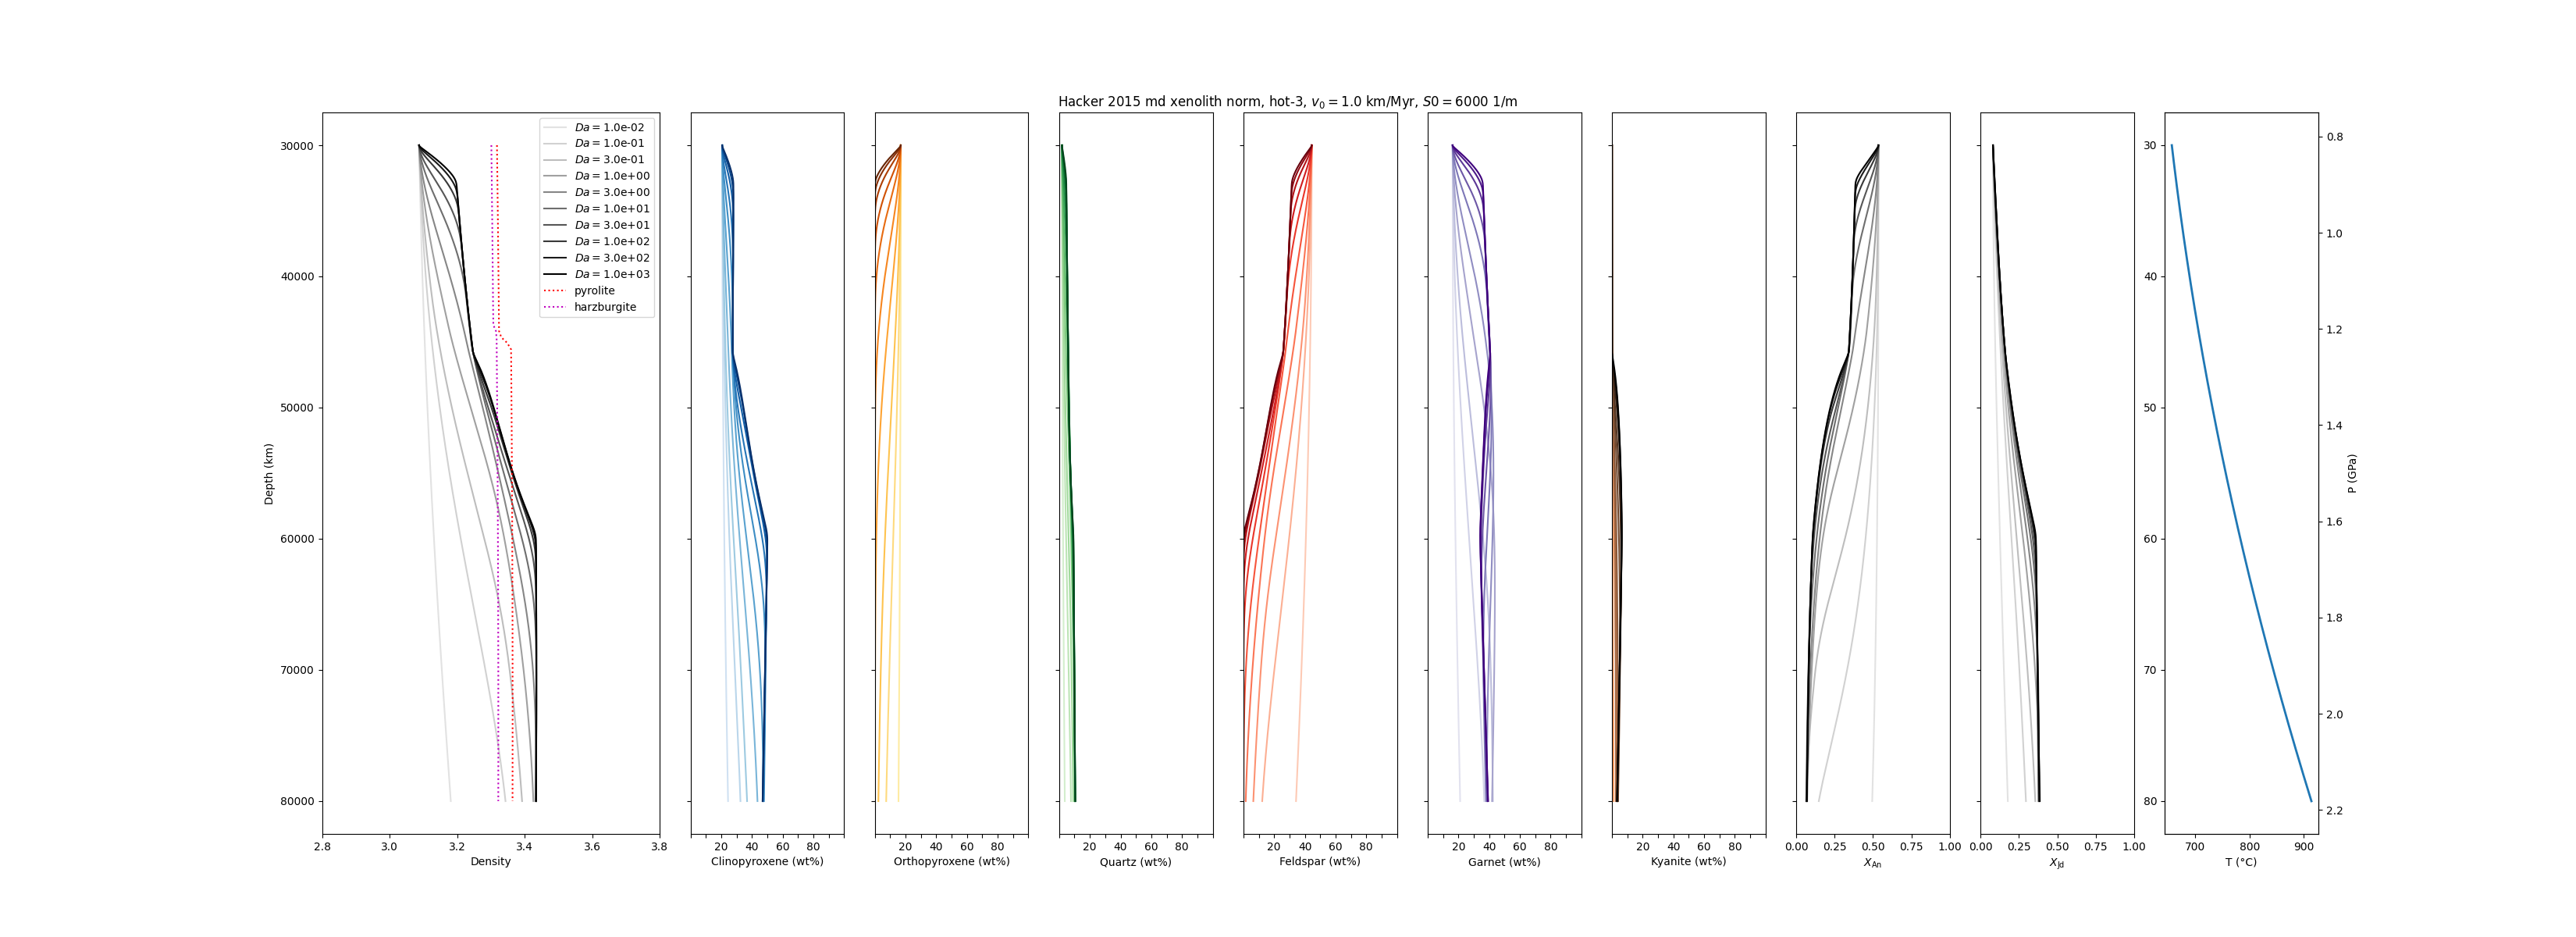 Hacker 2015 md xenolith norm, hot-3, v₀ = 1.0 km/Myr, S0 = 6000 1/m
Da = 1.0e-02
Da = 1.0e-01
Da = 3.0e-01
Da = 1.0e+00
Da = 3.0e+00
Da = 1.0e+01
Da = 3.0e+01
Da = 1.0e+02
Da = 3.0e+02
Da = 1.0e+03
pyrolite
harzburgite
Depth (km)
30000
40000
50000
60000
70000
80000
2.8 3.0 3.2 3.4 3.6 3.8
Density
20 40 60 80
Clinopyroxene (wt%)
20 40 60 80
Orthopyroxene (wt%)
20 40 60 80
Quartz (wt%)
20 40 60 80
Feldspar (wt%)
20 40 60 80
Garnet (wt%)
20 40 60 80
Kyanite (wt%)
0.00 0.25 0.50 0.75 1.00
X_An
0.00 0.25 0.50 0.75 1.00
X_Jd
30
40
50
60
70
80
700 800 900
T (°C)
0.8
1.0
1.2
1.4
1.6
1.8
2.0
2.2
P (GPa)